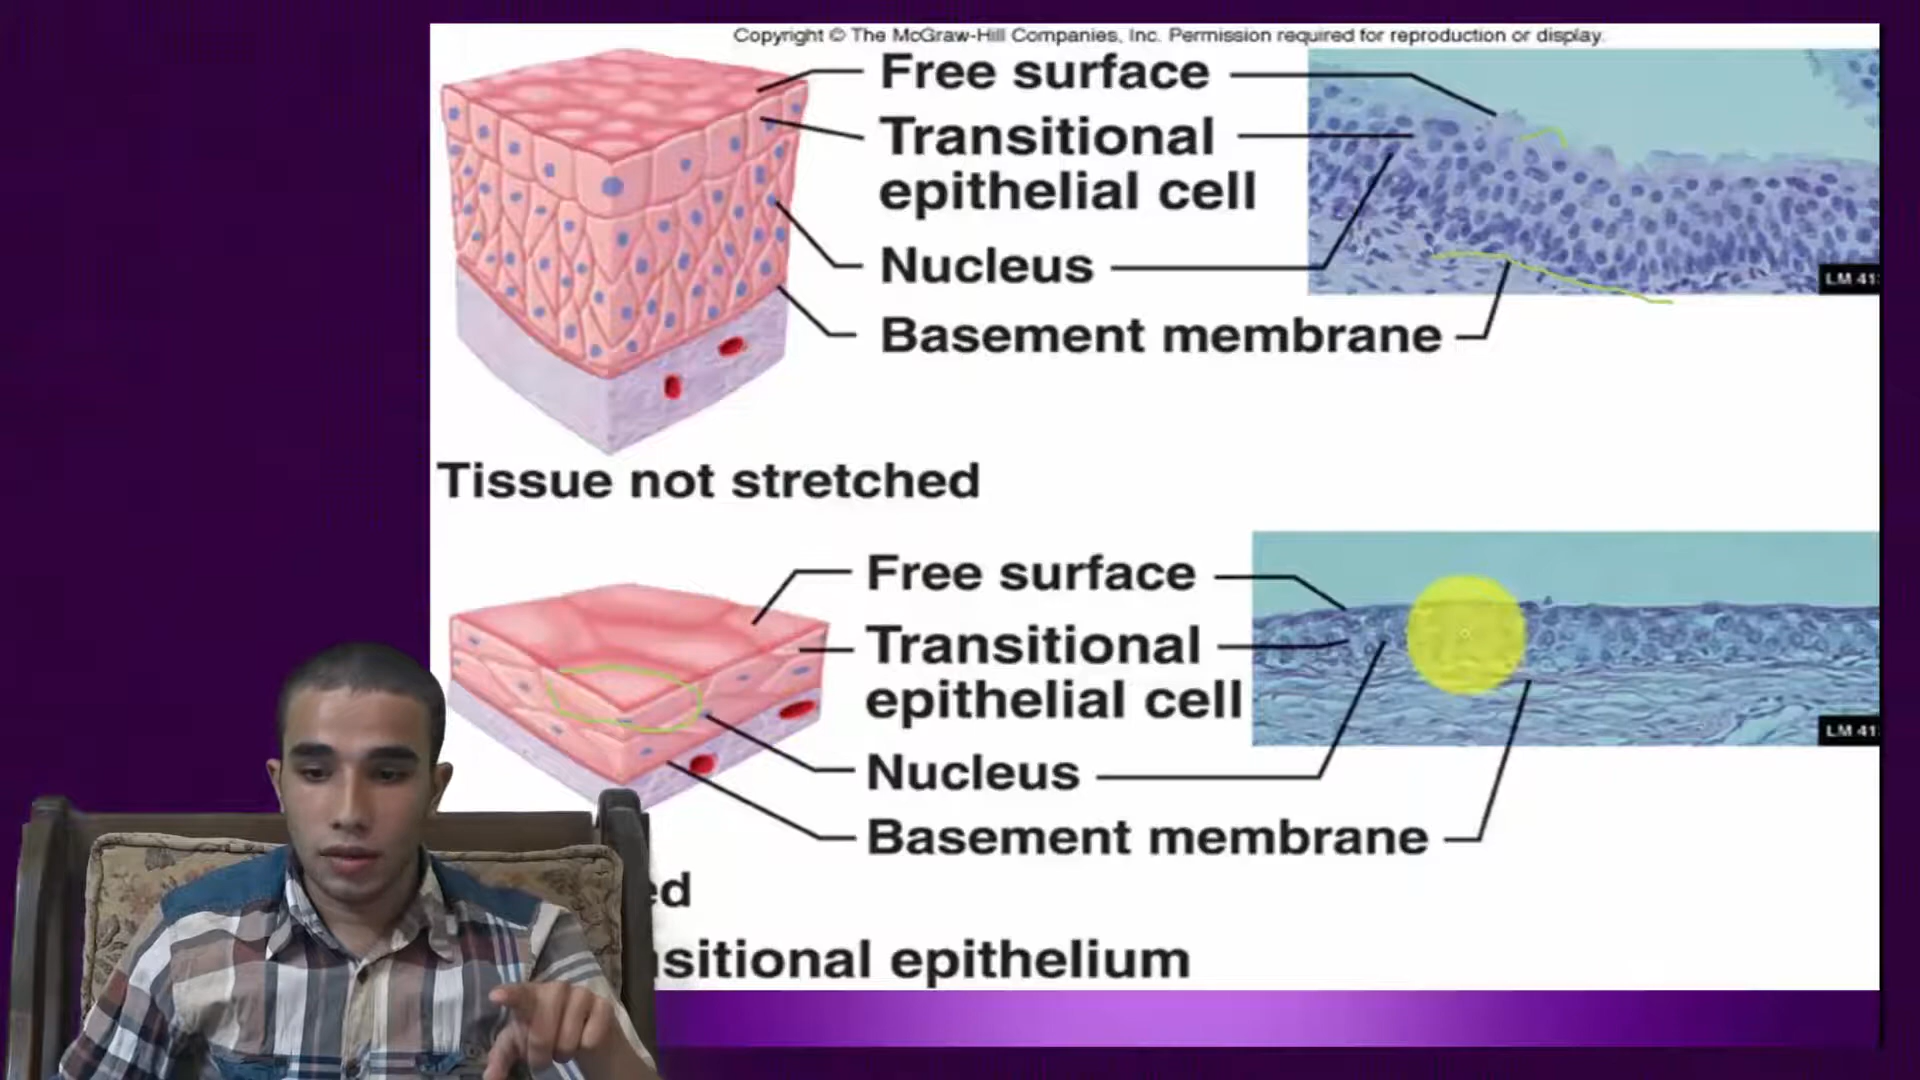 Copyright © The McGraw-Hill Companies, Inc. Permission required for reproduction or display.
Free surface
Transitional
epithelial cell
Nucleus
Basement membrane
LM 41
Tissue not stretched
Free surface
Transitional
epithelial cell
Nucleus
Basement membrane
LM 41
ed
nsitional epithelium